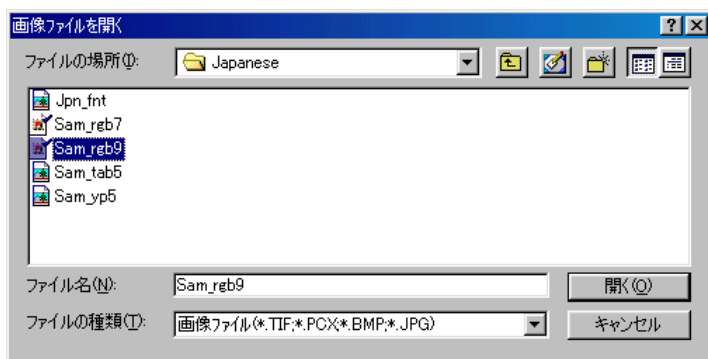 画像ファイルを開く
ファイルの場所(I):
Japanese
Jpn_fnt
Sam_rgb7
Sam_rgb9
Sam_tab5
Sam_yp5
ファイル名(N):
Sam_rgb9
開く(O)
ファイルの種類(T):
画像ファイル(*.TIF;*.PCX;*.BMP;*.JPG)
キャンセル